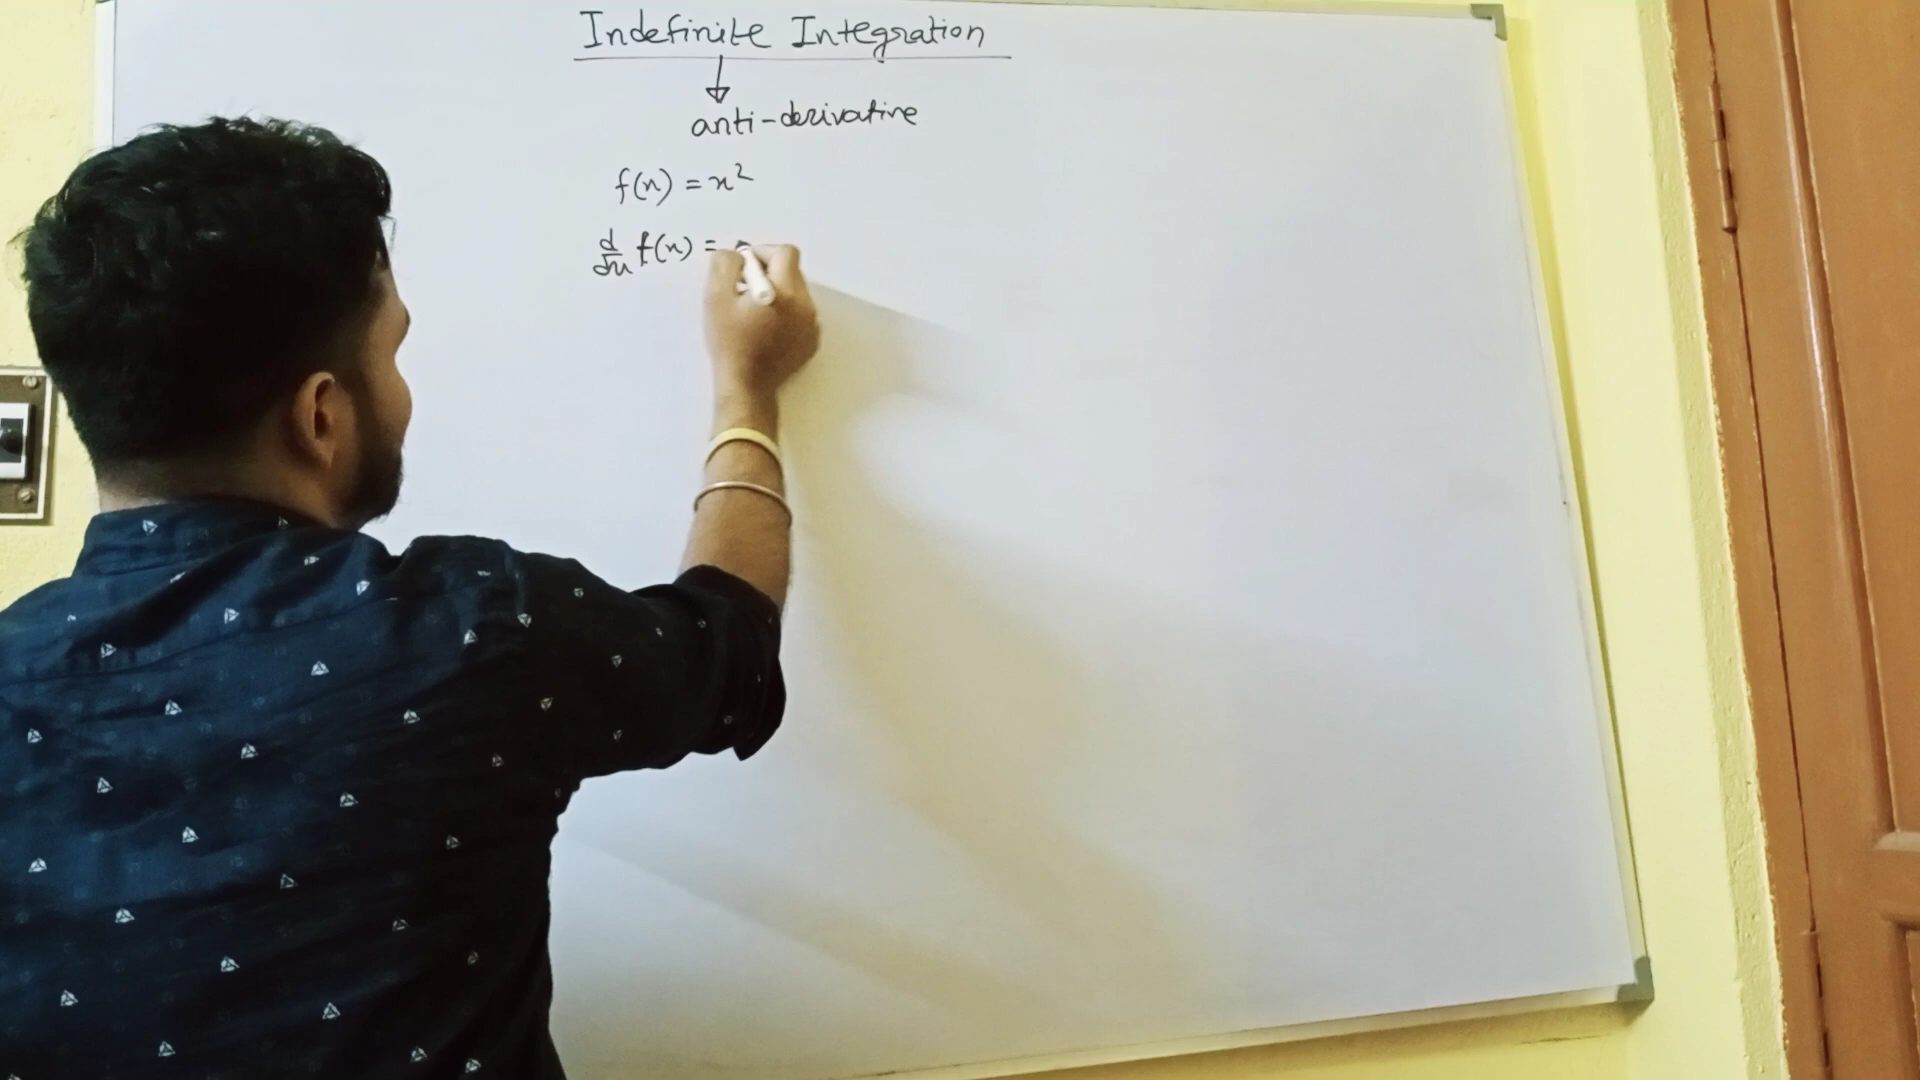 Indefinite Integration
↓
anti-derivative
f(x) = x²
d/dx f(x) =